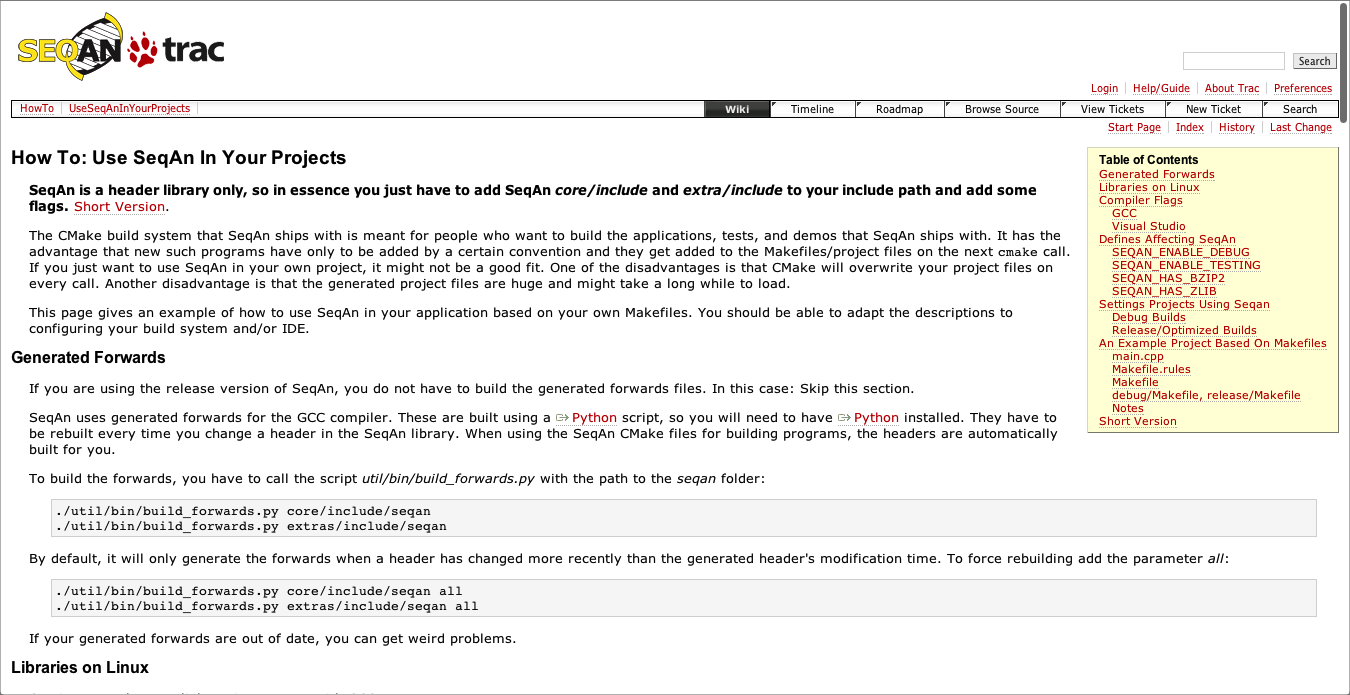 SEQAN trac
Search
Login Help/Guide About Trac Preferences
HowTo UseSeqAnInYourProjects Wiki Timeline Roadmap Browse Source View Tickets New Ticket Search
Start Page Index History Last Change
How To: Use SeqAn In Your Projects
SeqAn is a header library only, so in essence you just have to add SeqAn core/include and extra/include to your include path and add some
flags. Short Version.
The CMake build system that SeqAn ships with is meant for people who want to build the applications, tests, and demos that SeqAn ships with. It has the
advantage that new such programs have only to be added by a certain convention and they get added to the Makefiles/project files on the next cmake call.
If you just want to use SeqAn in your own project, it might not be a good fit. One of the disadvantages is that CMake will overwrite your project files on
every call. Another disadvantage is that the generated project files are huge and might take a long while to load.
This page gives an example of how to use SeqAn in your application based on your own Makefiles. You should be able to adapt the descriptions to
configuring your build system and/or IDE.
Table of Contents
Generated Forwards
Libraries on Linux
Compiler Flags
GCC
Visual Studio
Defines Affecting SeqAn
SEQAN_ENABLE_DEBUG
SEQAN_ENABLE_TESTING
SEQAN_HAS_BZIP2
SEQAN_HAS_ZLIB
Settings Projects Using Seqan
Debug Builds
Release/Optimized Builds
An Example Project Based On Makefiles
main.cpp
Makefile.rules
Makefile
debug/Makefile, release/Makefile
Notes
Short Version
Generated Forwards
If you are using the release version of SeqAn, you do not have to build the generated forwards files. In this case: Skip this section.
SeqAn uses generated forwards for the GCC compiler. These are built using a Python script, so you will need to have Python installed. They have to
be rebuilt every time you change a header in the SeqAn library. When using the SeqAn CMake files for building programs, the headers are automatically
built for you.
To build the forwards, you have to call the script util/bin/build_forwards.py with the path to the seqan folder:
./util/bin/build_forwards.py core/include/seqan
./util/bin/build_forwards.py extras/include/seqan
By default, it will only generate the forwards when a header has changed more recently than the generated header's modification time. To force rebuilding add the parameter all:
./util/bin/build_forwards.py core/include/seqan all
./util/bin/build_forwards.py extras/include/seqan all
If your generated forwards are out of date, you can get weird problems.
Libraries on Linux